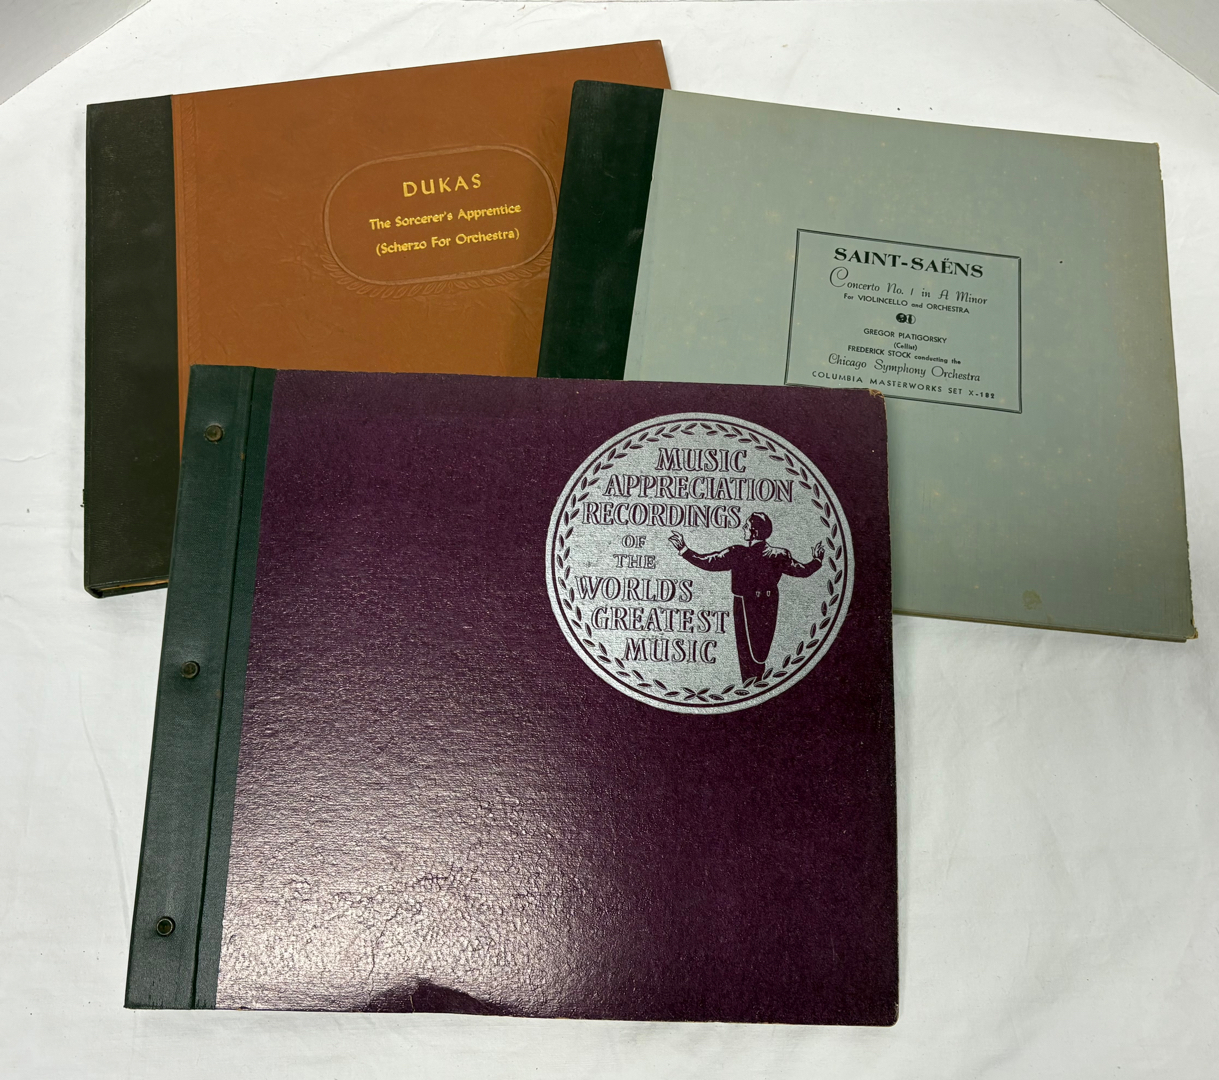 DUKAS
The Sorcerer's Apprentice
(Scherzo For Orchestra)
SAINT-SAËNS
Concerto No. 1 in A Minor
For VIOLINCELLO and ORCHESTRA
GREGOR PIATIGORSKY
(Cellist)
FREDERICK STOCK conducting the
Chicago Symphony Orchestra
COLUMBIA MASTERWORKS SET X-182
MUSIC
APPRECIATION
RECORDINGS
OF
THE
WORLD'S
GREATEST
MUSIC